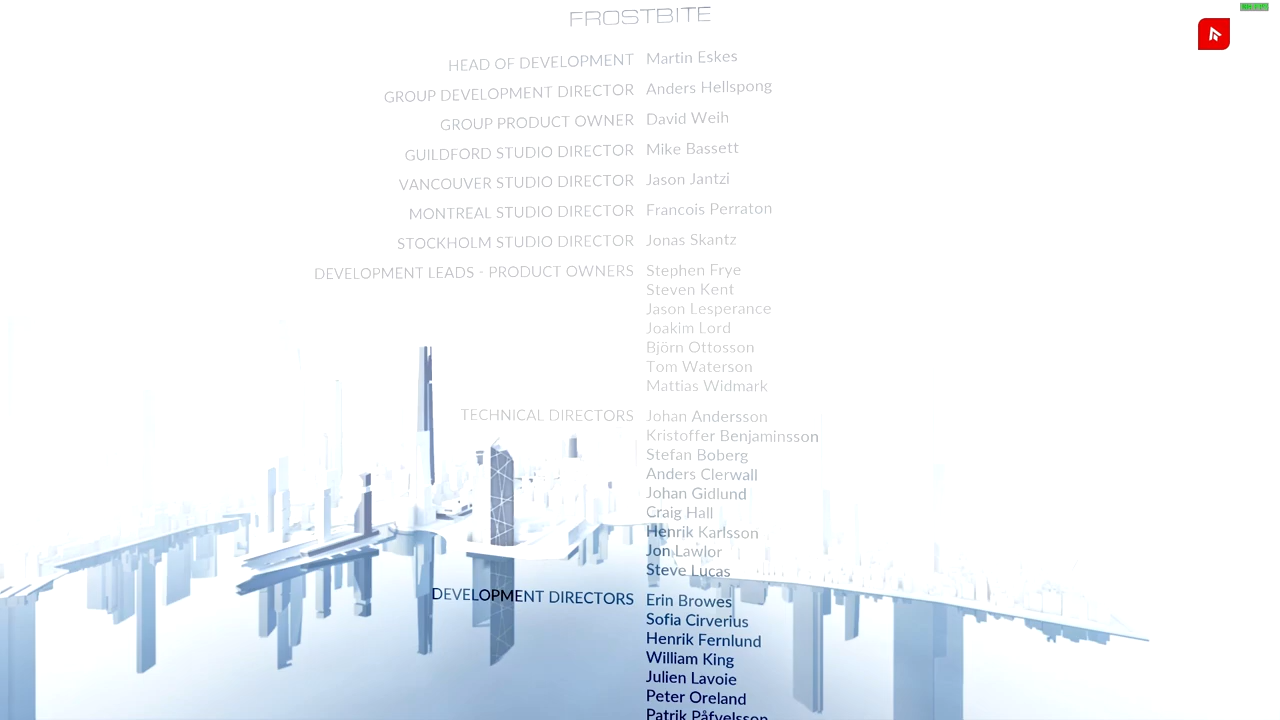 FROSTBITE
HEAD OF DEVELOPMENT Martin Eskes
GROUP DEVELOPMENT DIRECTOR Anders Hellspong
GROUP PRODUCT OWNER David Weih
GUILDFORD STUDIO DIRECTOR Mike Bassett
VANCOUVER STUDIO DIRECTOR Jason Jantzi
MONTREAL STUDIO DIRECTOR Francois Perraton
STOCKHOLM STUDIO DIRECTOR Jonas Skantz
DEVELOPMENT LEADS - PRODUCT OWNERS Stephen Frye
Steven Kent
Jason Lesperance
Joakim Lord
Björn Ottosson
Tom Waterson
Mattias Widmark
TECHNICAL DIRECTORS Johan Andersson
Kristoffer Benjaminsson
Stefan Boberg
Anders Clerwall
Johan Gidlund
Craig Hall
Henrik Karlsson
Jon Lawlor
Steve Lucas
DEVELOPMENT DIRECTORS Erin Browes
Sofia Cirverius
Henrik Fernlund
William King
Julien Lavoie
Peter Oreland
Patrik Påfvelsson